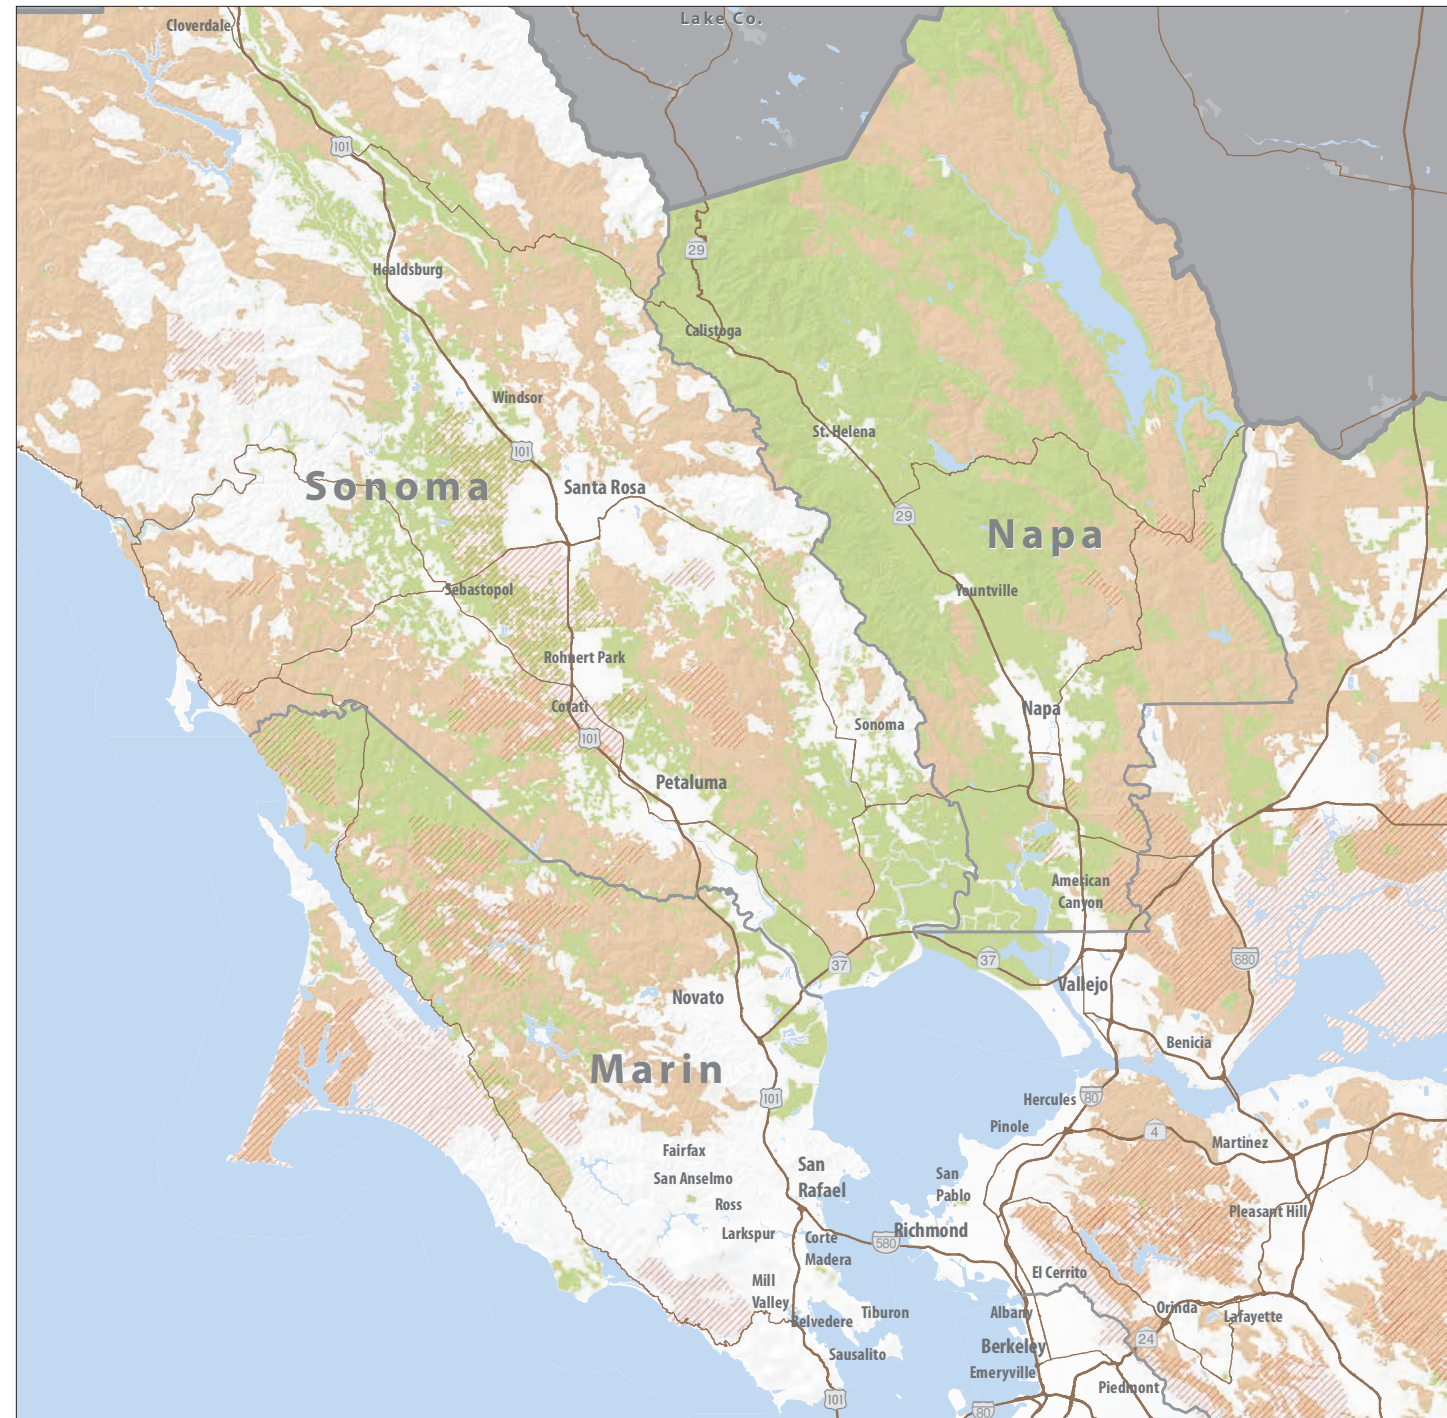 Lake Co.
Cloverdale
101
29
Healdsburg
Calistoga
Windsor
St. Helena
101
Sonoma
Santa Rosa
29
Napa
Sebastopol
Yountville
Rohnert Park
Cotati
Napa
Sonoma
101
Petaluma
American
Canyon
37
37
680
Vallejo
Novato
Benicia
Marin
101
Hercules
80
Pinole
4
Martinez
Fairfax
San Anselmo
San
Rafael
San
Pablo
Ross
Pleasant Hill
Larkspur
Corte
Madera
580
Richmond
El Cerrito
Mill
Valley
Belvedere
Tiburon
Albany
Orinda
Lafayette
24
Sausalito
Berkeley
Emeryville
Piedmont
101
80